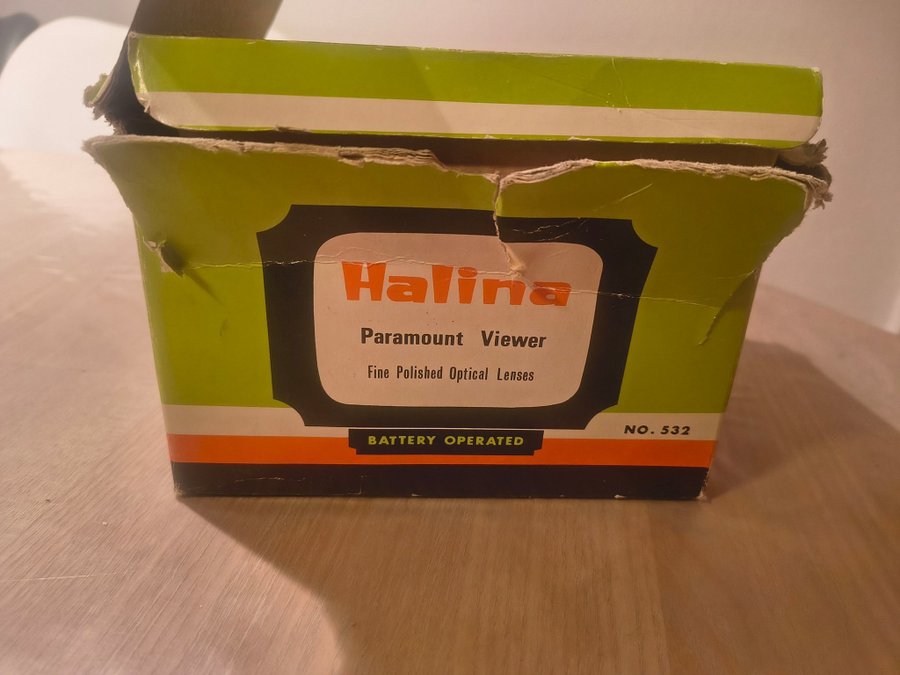 Halina
Paramount Viewer
Fine Polished Optical Lenses
NO. 532
BATTERY OPERATED